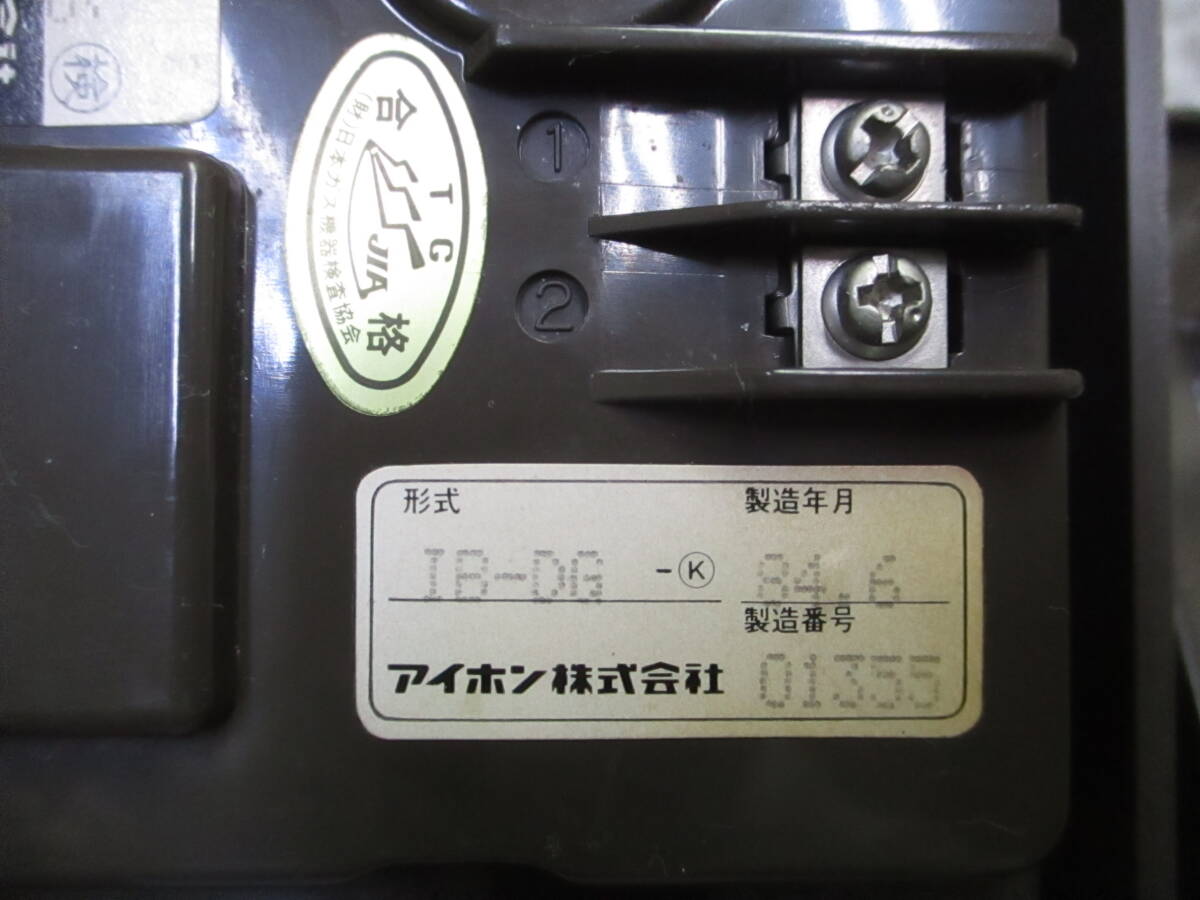 検
合格
TG
JIA
(財)日本ガス機器検査協会
1
2
形式
製造年月
IB-DG -Ⓚ
84.6
製造番号
アイホン株式会社